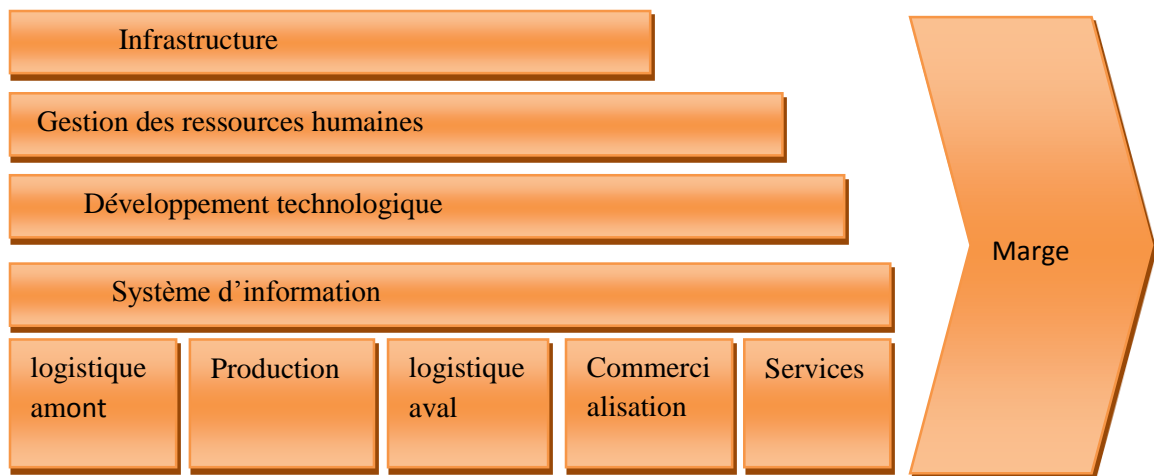 Infrastructure
Gestion des ressources humaines
Développement technologique
Marge
Système d’information
logistique
amont
Production
logistique
aval
Commerci
alisation
Services